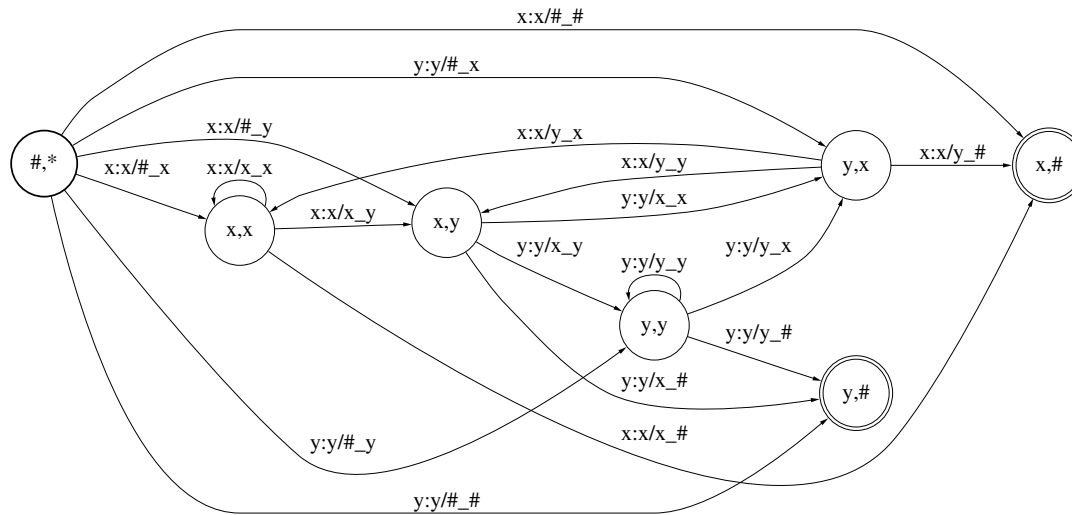 x:x/#_#
y:y/#_x
x:x/#_y
x:x/y_x
#,*
x:x/#_x
x:x/x_x
x:x/y_y
y,x
x:x/y_#
x,#
y:y/x_x
x:x/x_y
x,y
x,x
y:y/x_y
y:y/y_x
y:y/y_y
y,y
y:y/y_#
y:y/x_#
y,#
x:x/x_#
y:y/#_y
y:y/#_#